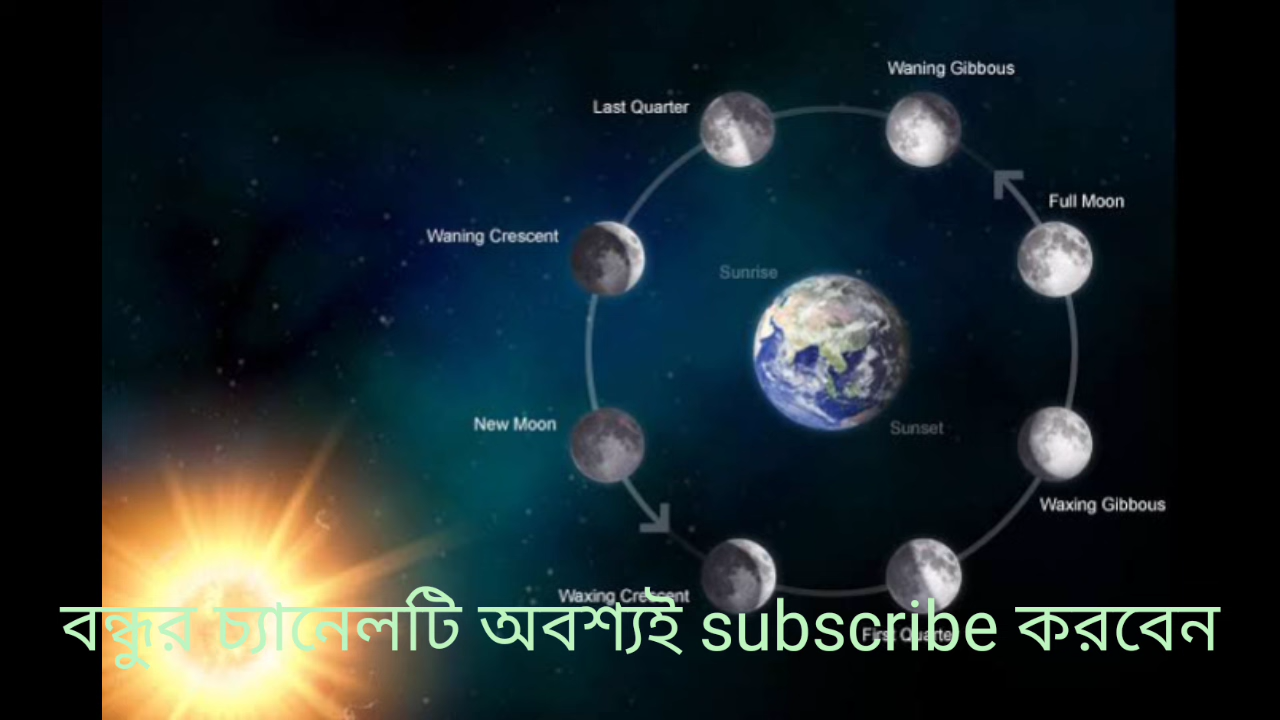 Waning Gibbous
Last Quarter
Full Moon
Waning Crescent
Sunrise
New Moon
Sunset
Waxing Gibbous
Waxing Crescent
First Quarter
বন্ধুর চ্যানেলটি অবশ্যই subscribe করবেন